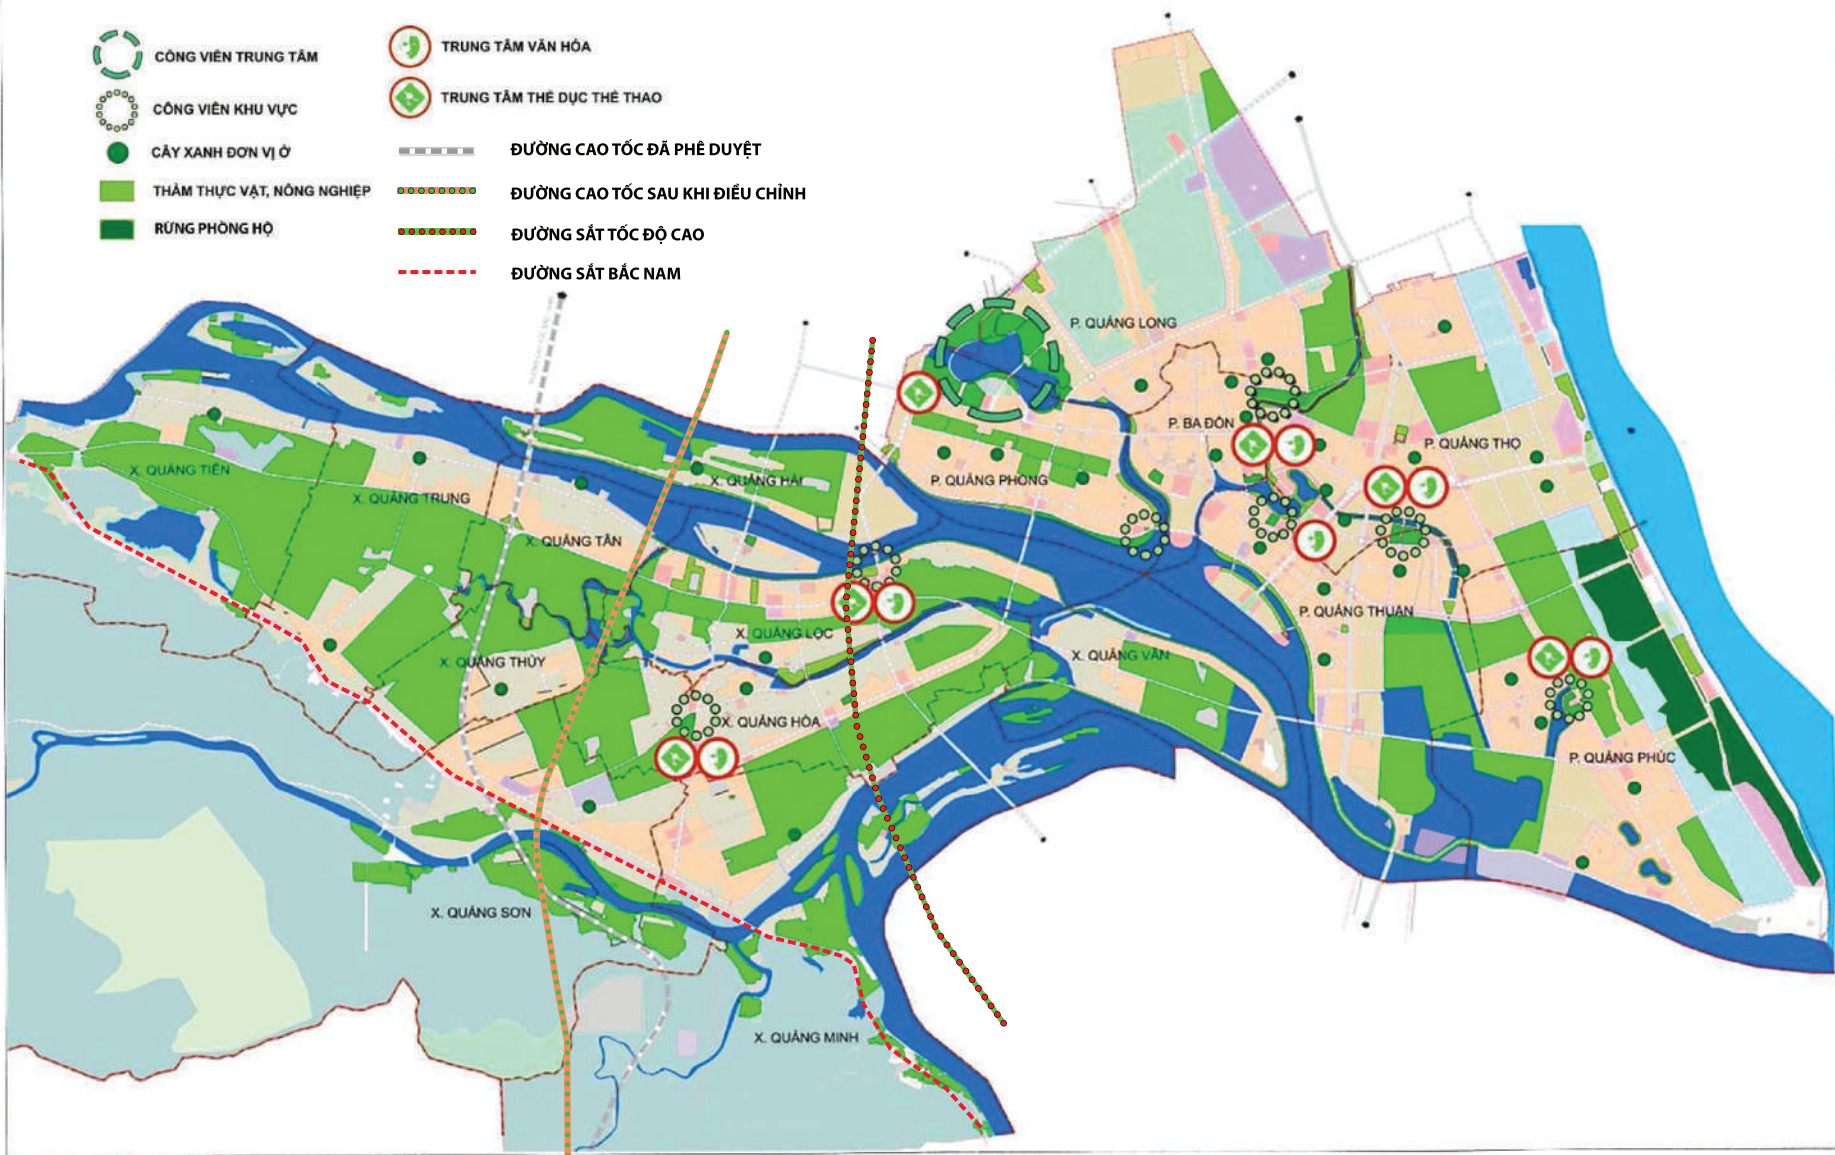 CÔNG VIÊN TRUNG TÂM
CÔNG VIÊN KHU VỰC
CÂY XANH ĐƠN VỊ Ở
THẢM THỰC VẬT, NÔNG NGHIỆP
RỪNG PHÒNG HỘ
TRUNG TÂM VĂN HÓA
TRUNG TÂM THỂ DỤC THỂ THAO
ĐƯỜNG CAO TỐC ĐÃ PHÊ DUYỆT
ĐƯỜNG CAO TỐC SAU KHI ĐIỀU CHỈNH
ĐƯỜNG SẮT TỐC ĐỘ CAO
ĐƯỜNG SẮT BẮC NAM
P. QUẢNG LONG
P. BA ĐỒN
P. QUẢNG THỌ
X. QUẢNG TIÊN
X. QUẢNG TRUNG
X. QUẢNG HẢI
P. QUẢNG PHONG
X. QUẢNG TÂN
P. QUẢNG THUẬN
X. QUẢNG LỘC
X. QUẢNG THỦY
X. QUẢNG VĂN
X. QUẢNG HÒA
P. QUẢNG PHÚC
X. QUẢNG SƠN
X. QUẢNG MINH